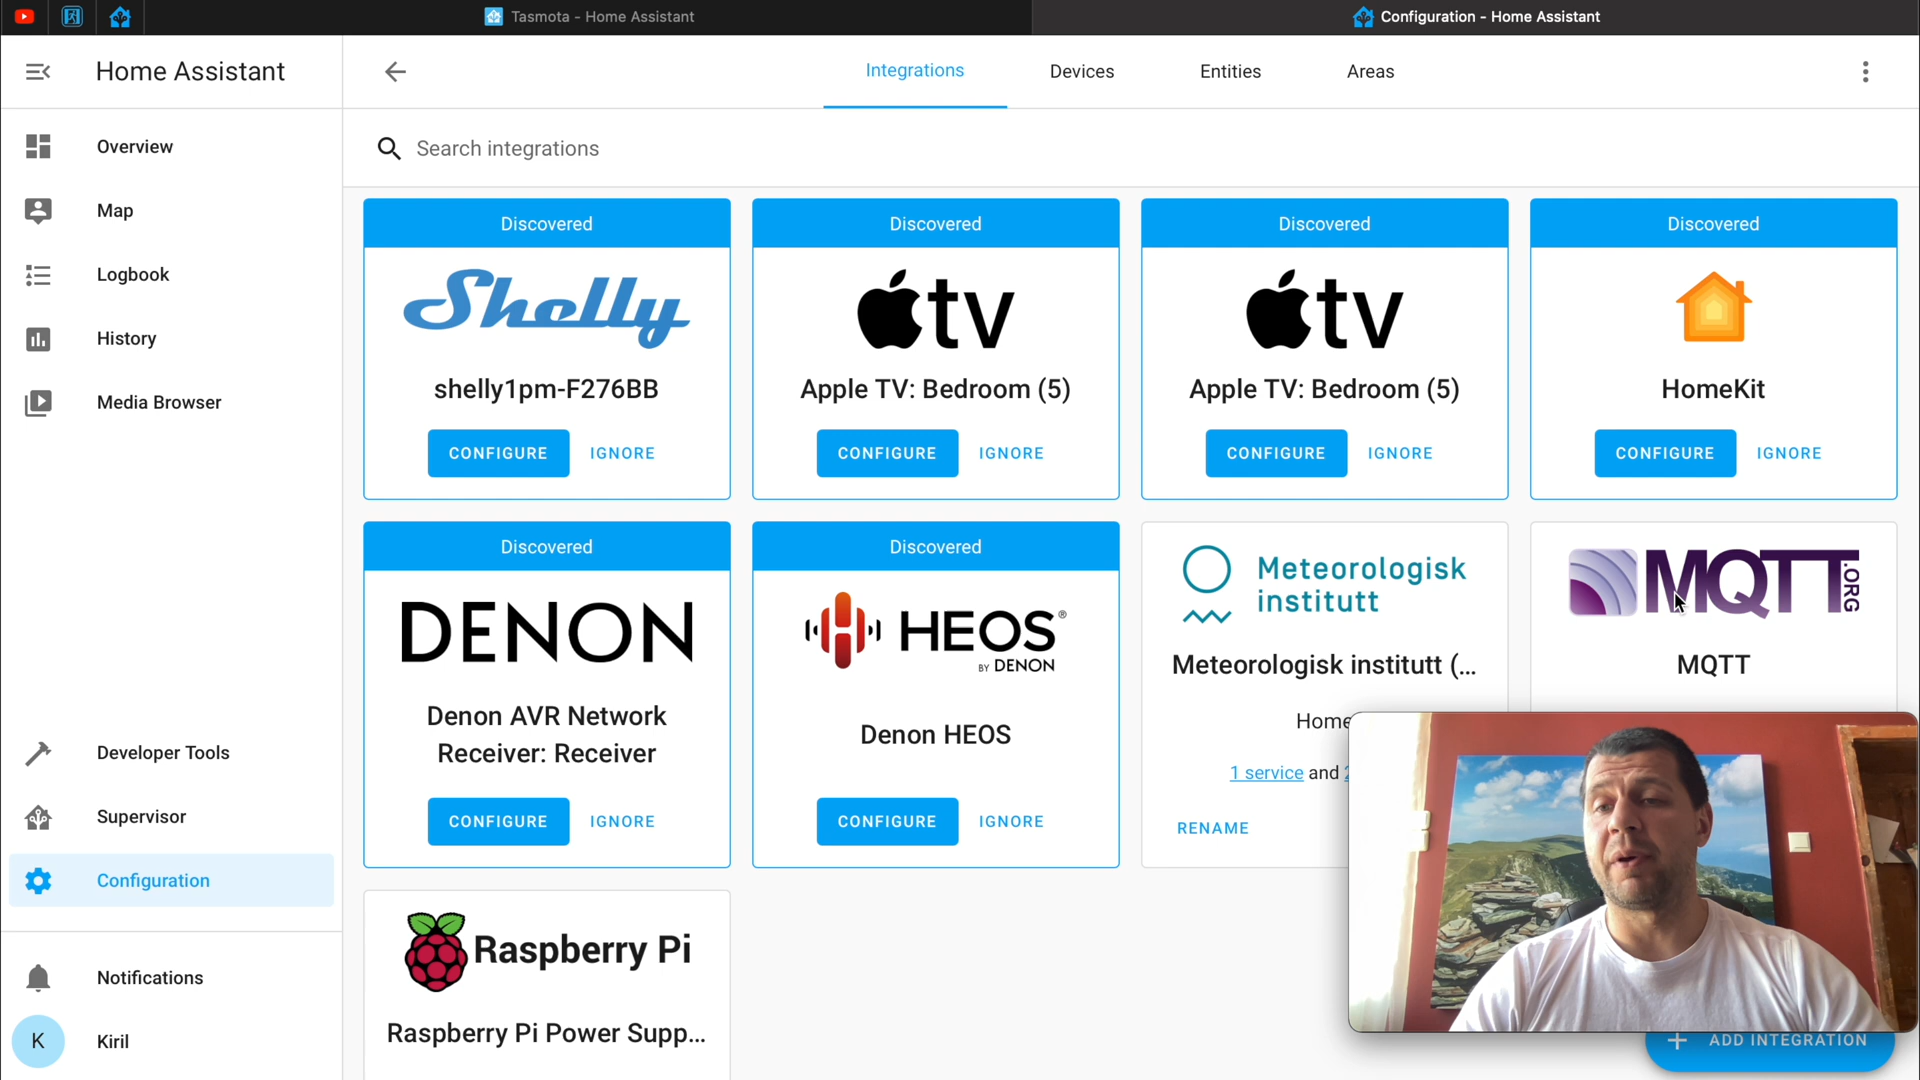 Tasmota - Home Assistant
Configuration - Home Assistant
Home Assistant
Integrations
Devices
Entities
Areas
Search integrations
Overview
Map
Logbook
History
Media Browser
Developer Tools
Supervisor
Configuration
Notifications
K
Kiril
Discovered
Shelly
shelly1pm-F276BB
CONFIGURE
IGNORE
Discovered
tv
Apple TV: Bedroom (5)
CONFIGURE
IGNORE
Discovered
tv
Apple TV: Bedroom (5)
CONFIGURE
IGNORE
Discovered
HomeKit
CONFIGURE
IGNORE
Discovered
DENON
Denon AVR Network
Receiver: Receiver
CONFIGURE
IGNORE
Discovered
HEOS®
BY DENON
Denon HEOS
CONFIGURE
IGNORE
Meteorologisk
institutt
Meteorologisk institutt (...
Home
1 service and
RENAME
MQTT.ORG
MQTT
Raspberry Pi
Raspberry Pi Power Supp...
+ ADD INTEGRATION